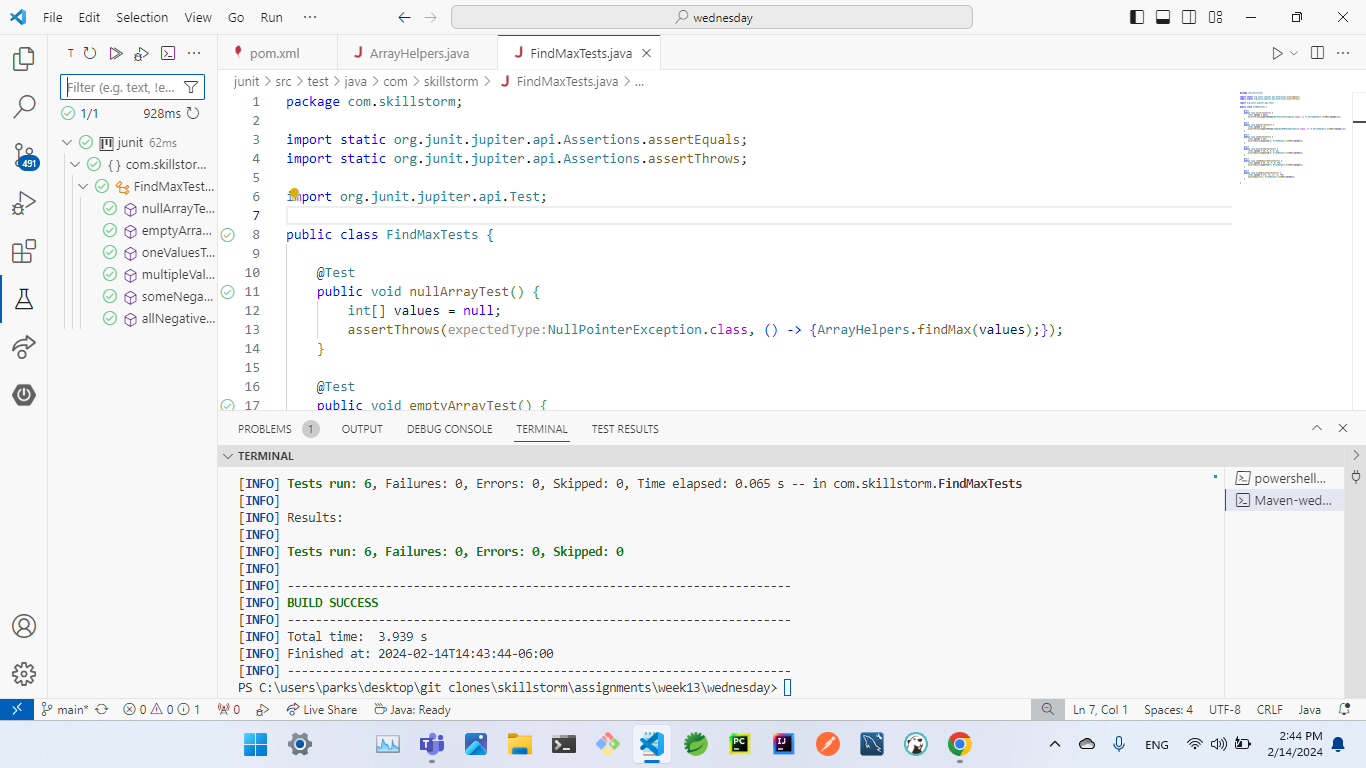 File Edit Selection View Go Run ···
wednesday
T
Filter (e.g. text, !e...
1/1 928ms
junit 62ms
{ } com.skillstor...
FindMaxTest...
nullArrayTe...
emptyArra...
oneValuesT...
multipleVal...
someNega...
allNegative...
491
pom.xml J ArrayHelpers.java J FindMaxTests.java
junit > src > test > java > com > skillstorm > J FindMaxTests.java > ...
1 package com.skillstorm;
2
3 import static org.junit.jupiter.api.Assertions.assertEquals;
4 import static org.junit.jupiter.api.Assertions.assertThrows;
5
6 import org.junit.jupiter.api.Test;
7
8 public class FindMaxTests {
9
10 @Test
11 public void nullArrayTest() {
12 int[] values = null;
13 assertThrows(expectedType:NullPointerException.class, () -> {ArrayHelpers.findMax(values);});
14 }
15
16 @Test
17 public void emptyArrayTest() {
PROBLEMS 1 OUTPUT DEBUG CONSOLE TERMINAL TEST RESULTS
TERMINAL
[INFO] Tests run: 6, Failures: 0, Errors: 0, Skipped: 0, Time elapsed: 0.065 s -- in com.skillstorm.FindMaxTests
[INFO]
[INFO] Results:
[INFO]
[INFO] Tests run: 6, Failures: 0, Errors: 0, Skipped: 0
[INFO]
[INFO] ------------------------------------------------------------------------
[INFO] BUILD SUCCESS
[INFO] ------------------------------------------------------------------------
[INFO] Total time:  3.939 s
[INFO] Finished at: 2024-02-14T14:43:44-06:00
[INFO] ------------------------------------------------------------------------
PS C:\users\parks\desktop\git clones\skillstorm\assignments\week13\wednesday>
powershell...
Maven-wed...
main* 0 0 1 0 Live Share Java: Ready
Ln 7, Col 1 Spaces: 4 UTF-8 CRLF Java
PC
IJ
ENG
2:44 PM
2/14/2024